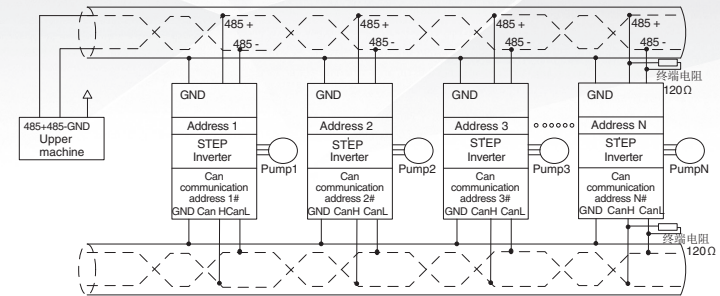 485 +
485 +
485 +
485 +
485 -
485 -
485 -
485 -
终端电阻
120Ω
GND
GND
GND
GND
485+485-GND
Upper
machine
Address 1
Address 2
Address 3
Address N
STEP
Inverter
STEP
Inverter
STEP
Inverter
STEP
Inverter
Pump1
Pump2
Pump3
PumpN
Can
communication
address 1#
GND Can HCanL
Can
communication
address 2#
GND CanH CanL
Can
communication
address 3#
GND CanH CanL
Can
communication
address N#
GND CanH CanL
终端电阻
120Ω